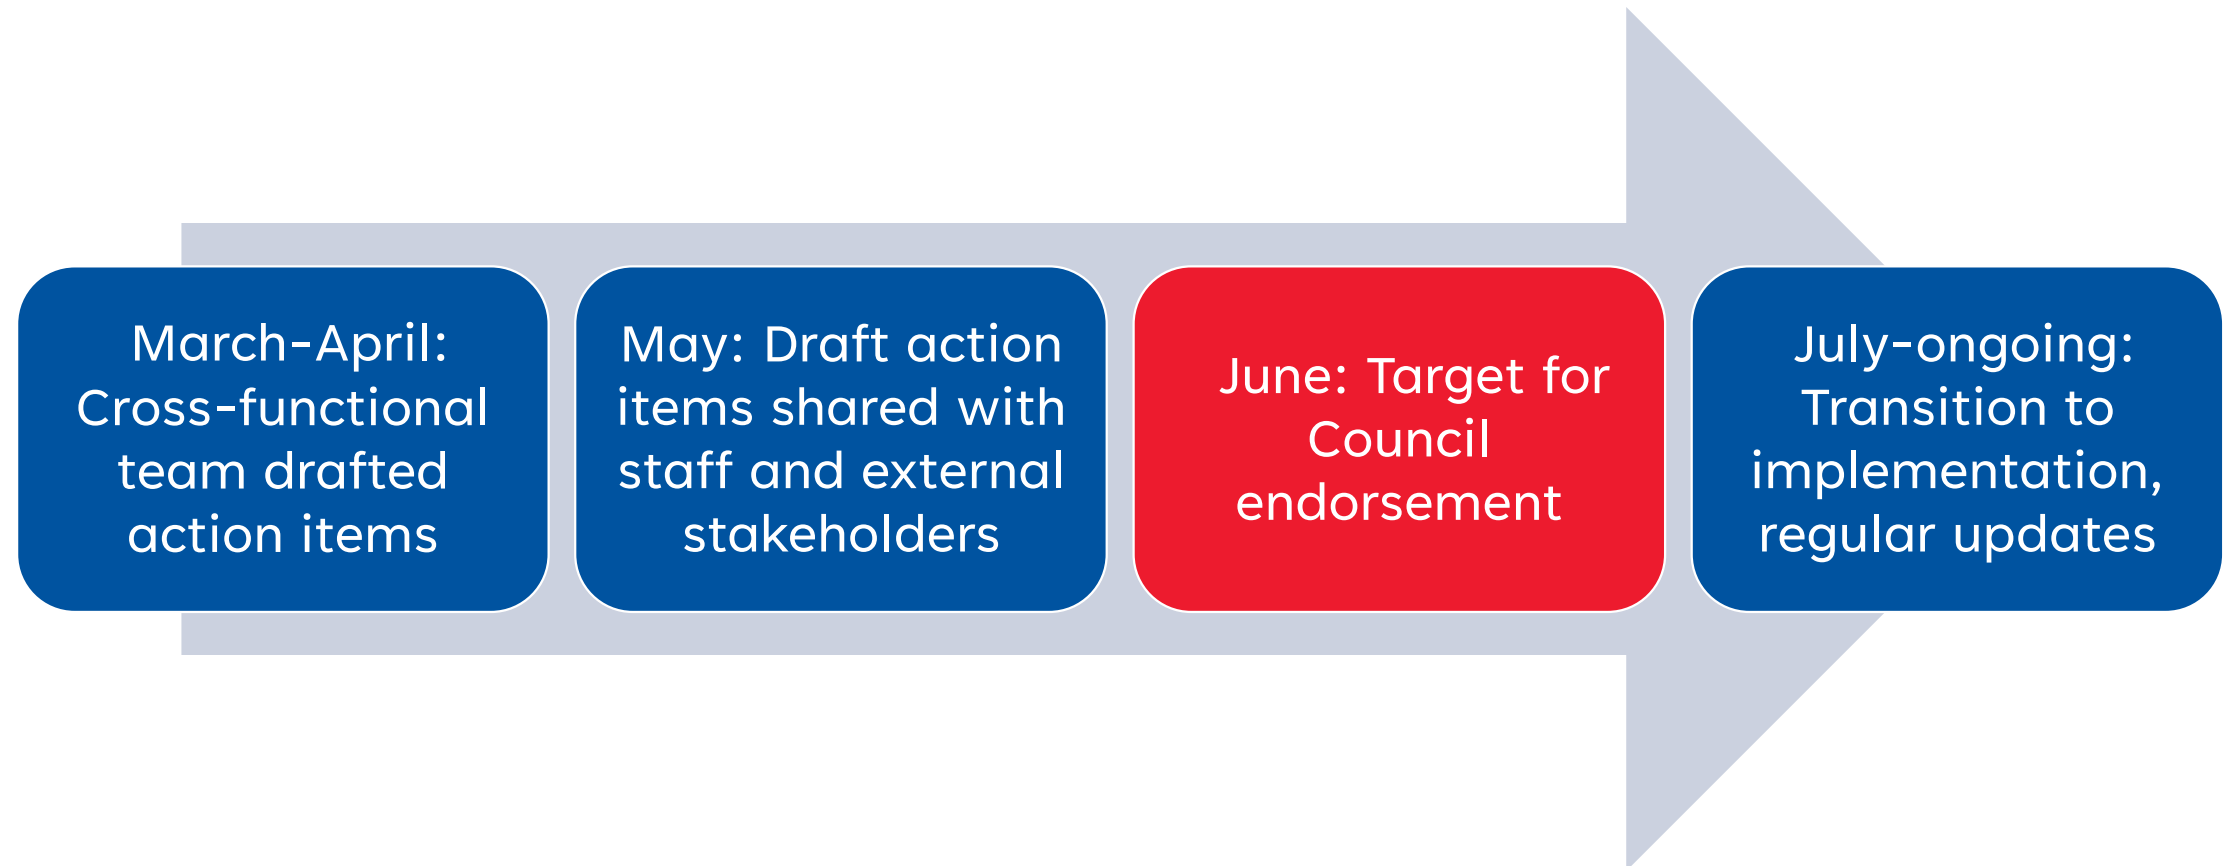 March-April:
Cross-functional
team drafted
action items
May: Draft action
items shared with
staff and external
stakeholders
June: Target for
Council
endorsement
July-ongoing:
Transition to
implementation,
regular updates